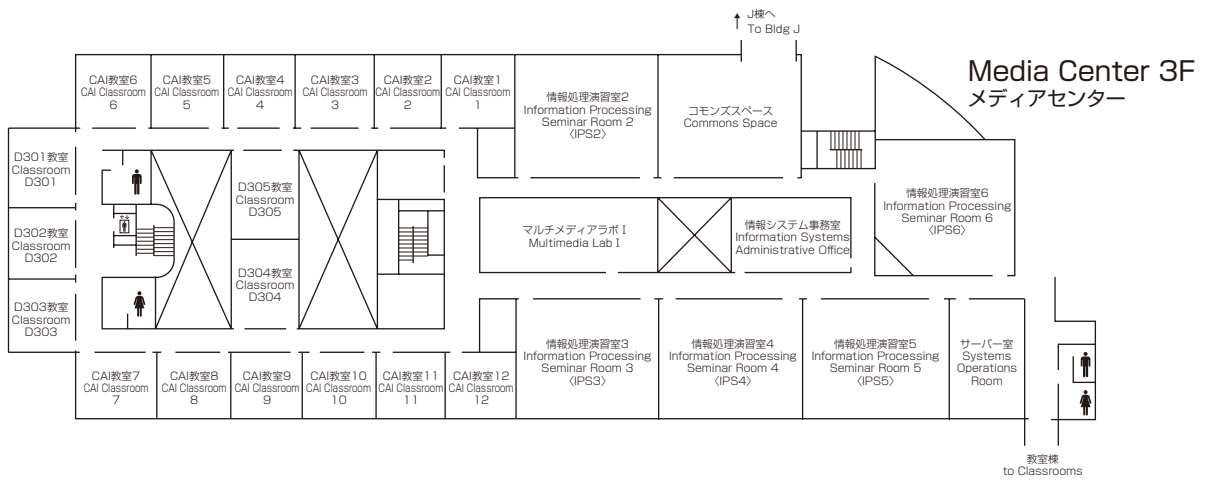 J棟へ
To Bldg J
Media Center 3F
メディアセンター
CAI教室6
CAI Classroom
6
CAI教室5
CAI Classroom
5
CAI教室4
CAI Classroom
4
CAI教室3
CAI Classroom
3
CAI教室2
CAI Classroom
2
CAI教室1
CAI Classroom
1
情報処理演習室2
Information Processing
Seminar Room 2
〈IPS2〉
コモンズスペース
Commons Space
D301教室
Classroom
D301
D302教室
Classroom
D302
D303教室
Classroom
D303
D305教室
Classroom
D305
D304教室
Classroom
D304
マルチメディアラボ I
Multimedia Lab I
情報システム事務室
Information Systems
Administrative Office
情報処理演習室6
Information Processing
Seminar Room 6
〈IPS6〉
CAI教室7
CAI Classroom
7
CAI教室8
CAI Classroom
8
CAI教室9
CAI Classroom
9
CAI教室10
CAI Classroom
10
CAI教室11
CAI Classroom
11
CAI教室12
CAI Classroom
12
情報処理演習室3
Information Processing
Seminar Room 3
〈IPS3〉
情報処理演習室4
Information Processing
Seminar Room 4
〈IPS4〉
情報処理演習室5
Information Processing
Seminar Room 5
〈IPS5〉
サーバー室
Systems
Operations
Room
教室棟
to Classrooms